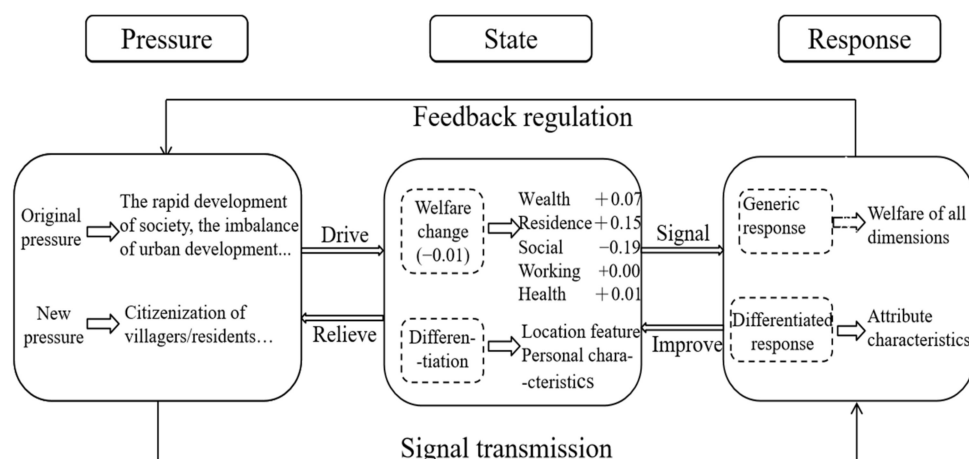 Pressure
State
Response
Feedback regulation
Original
pressure
The rapid development
of society, the imbalance
of urban development...
New
pressure
Citizenization of
villagers/residents…
Drive
Relieve
Welfare
change
(−0.01)
Wealth +0.07
Residence +0.15
Social −0.19
Working +0.00
Health +0.01
Differen-
-tiation
Location feature
Personal chara-
-cteristics
Signal
Improve
Generic
response
Welfare of all
dimensions
Differentiated
response
Attribute
characteristics
Signal transmission